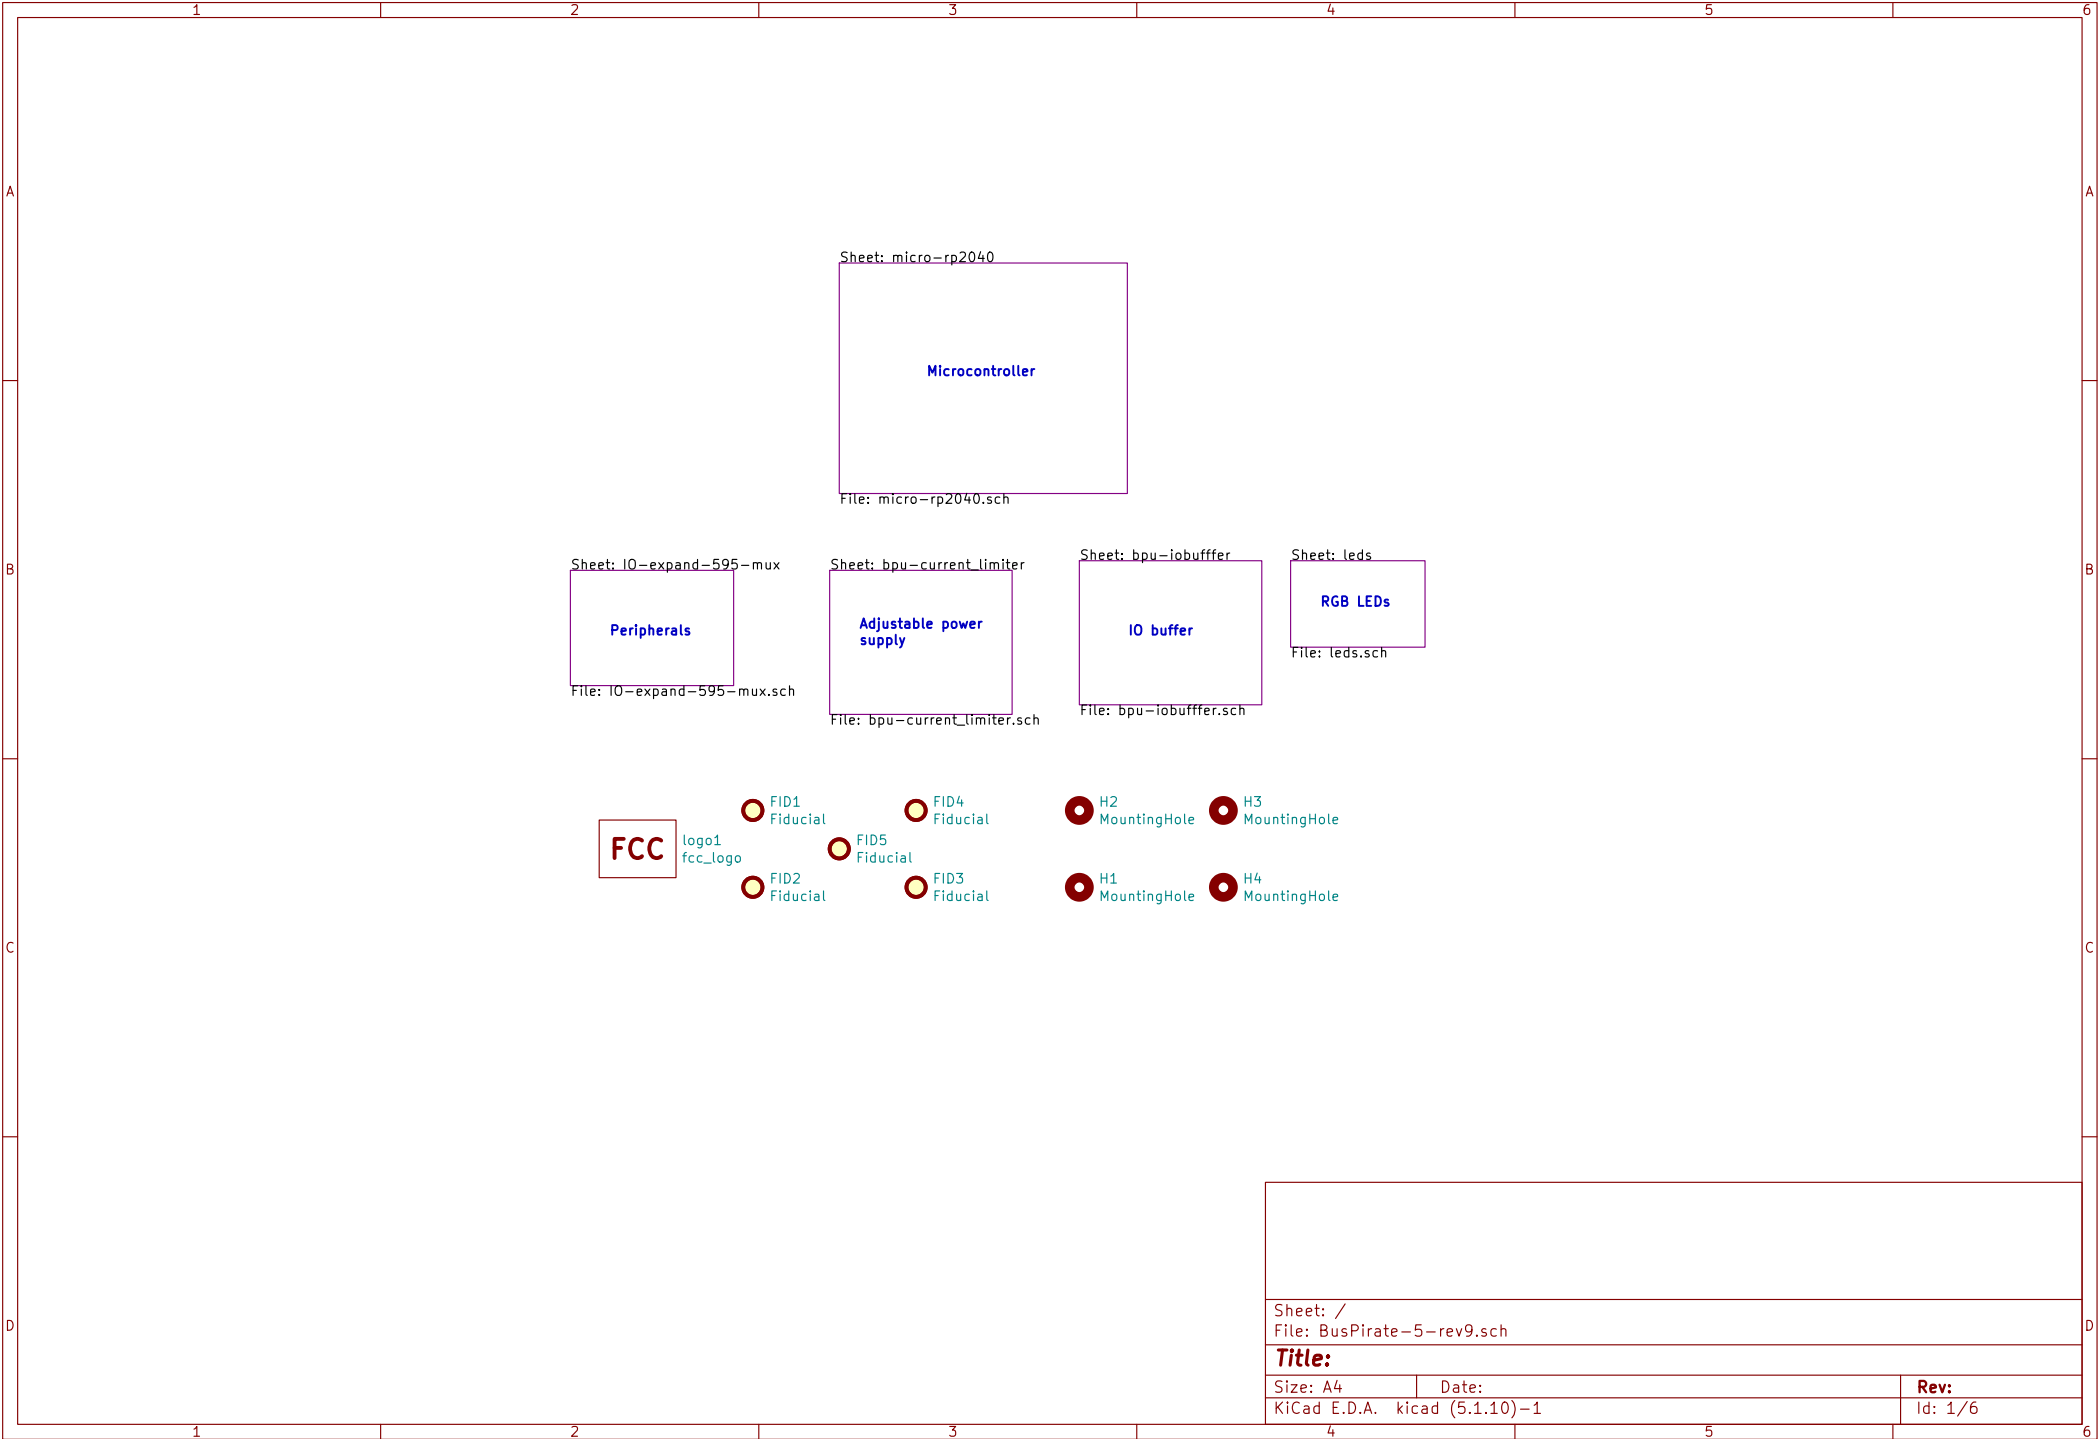 1 2 3 4 5 6
A A
Sheet: micro-rp2040
Microcontroller
File: micro-rp2040.sch
B B
Sheet: IO-expand-595-mux
Peripherals
File: IO-expand-595-mux.sch
Sheet: bpu-current_limiter
Adjustable power
supply
File: bpu-current_limiter.sch
Sheet: bpu-iobufffer
IO buffer
File: bpu-iobufffer.sch
Sheet: leds
RGB LEDs
File: leds.sch
FCC
logo1
fcc_logo
FID1
Fiducial
FID4
Fiducial
FID5
Fiducial
FID2
Fiducial
FID3
Fiducial
H2
MountingHole
H3
MountingHole
H1
MountingHole
H4
MountingHole
C C
D D
Sheet: /
File: BusPirate-5-rev9.sch
Title:
Size: A4 Date: Rev:
KiCad E.D.A. kicad (5.1.10)-1 Id: 1/6
1 2 3 4 5 6